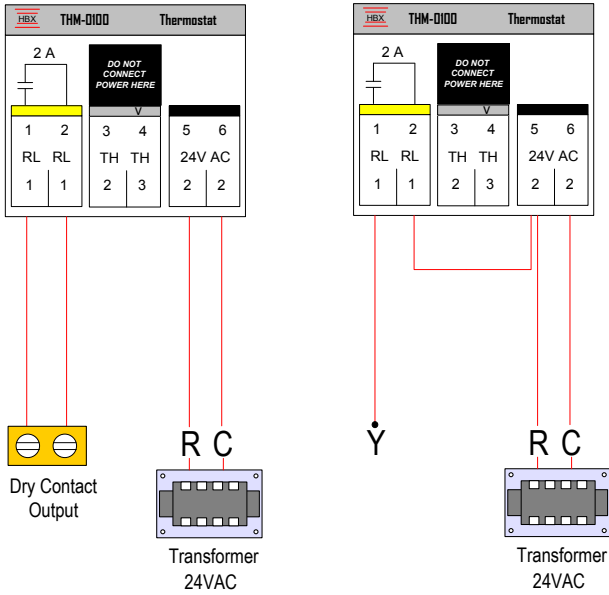 HBX THM-0100 Thermostat
2 A
DO NOT
CONNECT
POWER HERE
V
1 2 3 4 5 6
RL RL TH TH 24V AC
1 1 2 3 2 2
R C
Dry Contact
Output
Transformer
24VAC
HBX THM-0100 Thermostat
2 A
DO NOT
CONNECT
POWER HERE
V
1 2 3 4 5 6
RL RL TH TH 24V AC
1 1 2 3 2 2
Y R C
Transformer
24VAC